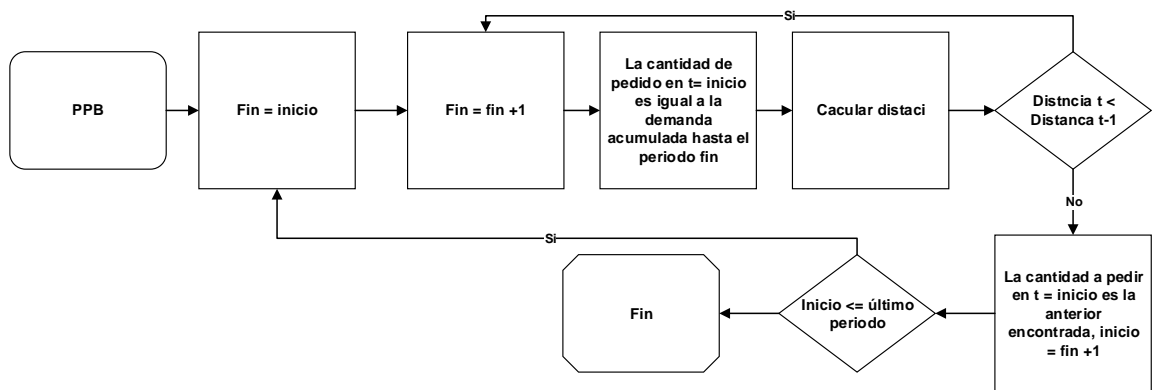 Si
PPB
Fin = inicio
Fin = fin +1
La cantidad de
pedido en t= inicio
es igual a la
demanda
acumulada hasta el
periodo fin
Cacular distaci
Distncia t <
Distanca t-1
No
Si
La cantidad a pedir
en t = inicio es la
anterior
encontrada, inicio
= fin +1
Inicio <= último
periodo
Fin